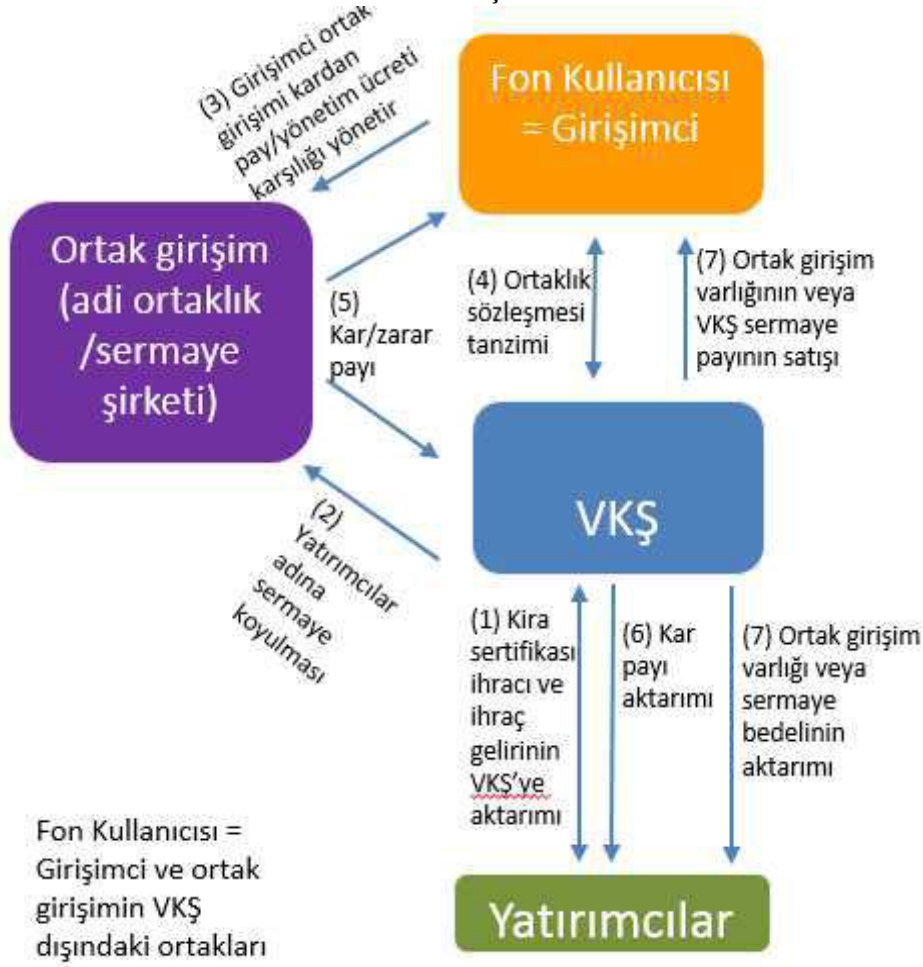 (3) Girişimci ortak
girişimi kardan
pay/yönetim ücreti
karşılığı yönetir
Fon Kullanıcısı
= Girişimci
Ortak girişim
(adi ortaklık
/sermaye
şirketi)
(5)
Kar/zarar
payı
(4) Ortaklık
sözleşmesi
tanzimi
(7) Ortak girişim
varlığının veya
VKŞ sermaye
payının satışı
VKŞ
(2)
Yatırımcılar
adına
sermaye
koyulması
(1) Kira
sertifikası
ihracı ve
ihraç
gelirinin
VKŞ'ye
aktarımı
(6) Kar
payı
aktarımı
(7) Ortak girişim
varlığı veya
sermaye
bedelinin
aktarımı
Fon Kullanıcısı =
Girişimci ve ortak
girişimin VKŞ
dışındaki ortakları
Yatırımcılar